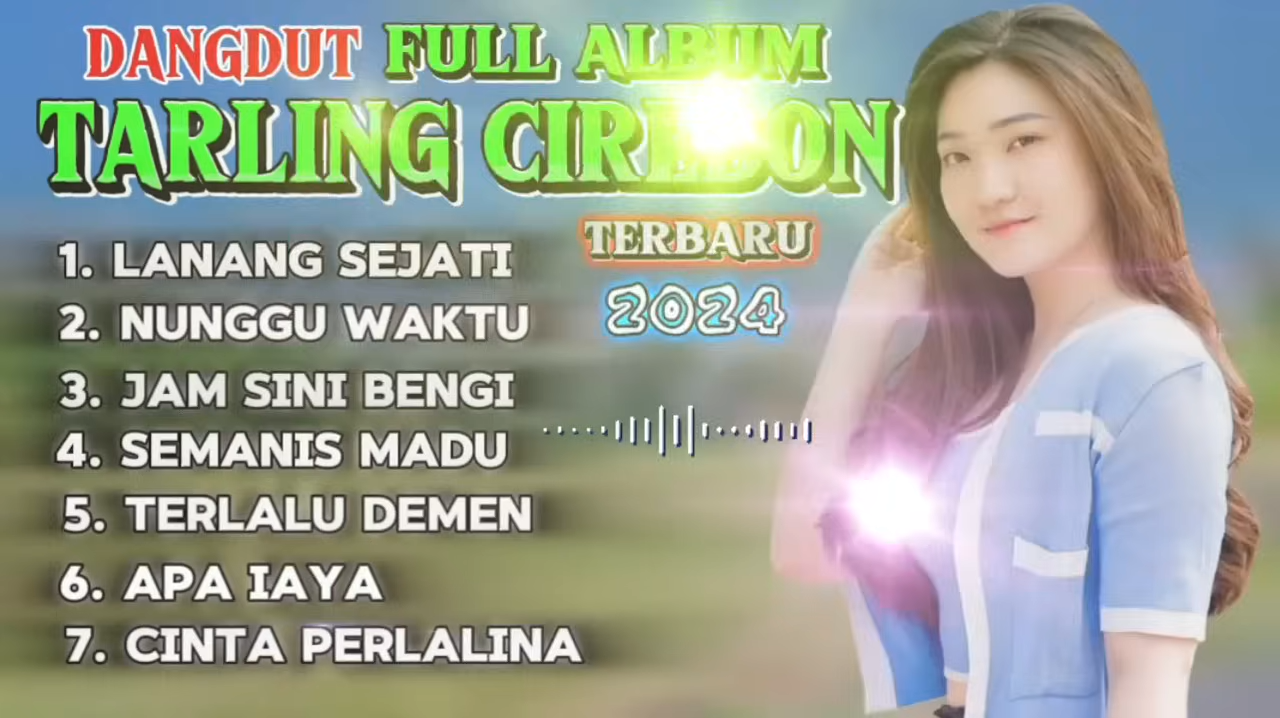 DANGDUT FULL ALBUM
TARLING CIREBON
TERBARU
2024
1. LANANG SEJATI
2. NUNGGU WAKTU
3. JAM SINI BENGI
4. SEMANIS MADU
5. TERLALU DEMEN
6. APA IAYA
7. CINTA PERLALINA